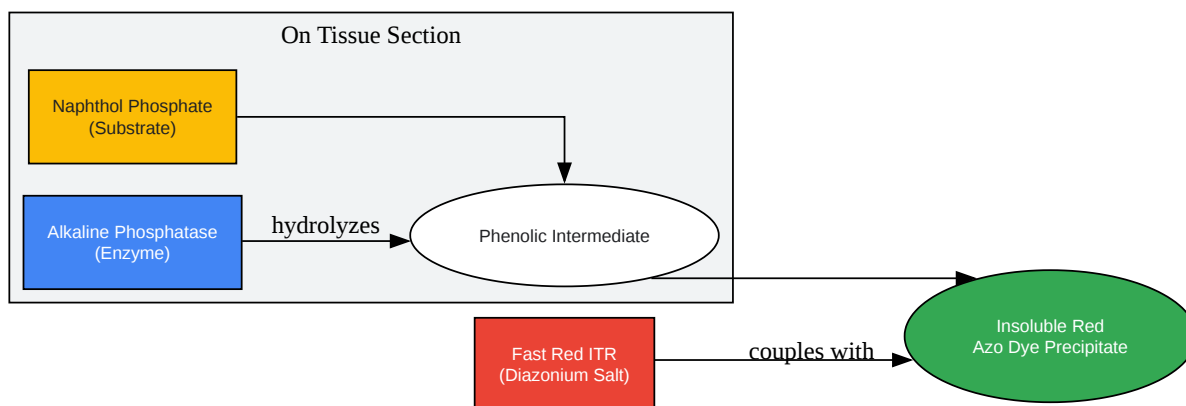 On Tissue Section
Naphthol Phosphate
(Substrate)
Alkaline Phosphatase
(Enzyme)
hydrolyzes
Phenolic Intermediate
Fast Red ITR
(Diazonium Salt)
couples with
Insoluble Red
Azo Dye Precipitate